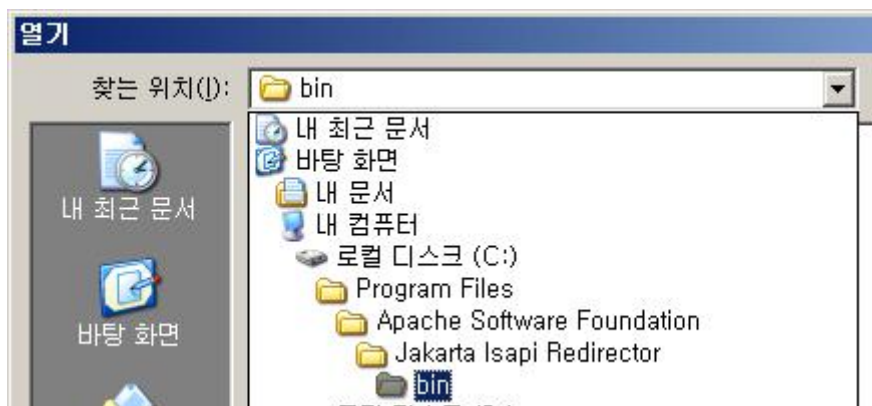 열기
찾는 위치(I):
bin
내 최근 문서
바탕 화면
내 문서
내 컴퓨터
로컬 디스크 (C:)
Program Files
Apache Software Foundation
Jakarta Isapi Redirector
bin
내 최근 문서
바탕 화면